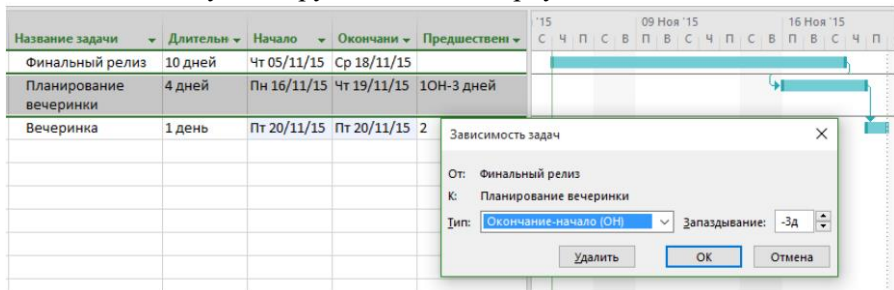 '15 09 Ноя '15 16 Ноя '15
Название задачи Длительн Начало Окончани Предшествен С Ч П С В П В С Ч П С В П В С Ч П
Финальный релиз 10 дней Чт 05/11/15 Ср 18/11/15
Планирование вечеринки 4 дней Пн 16/11/15 Чт 19/11/15 1ОН-3 дней
Вечеринка 1 день Пт 20/11/15 Пт 20/11/15 2
Зависимость задач
От: Финальный релиз
К: Планирование вечеринки
Тип: Окончание-начало (ОН) Запаздывание: -3д
Удалить ОК Отмена